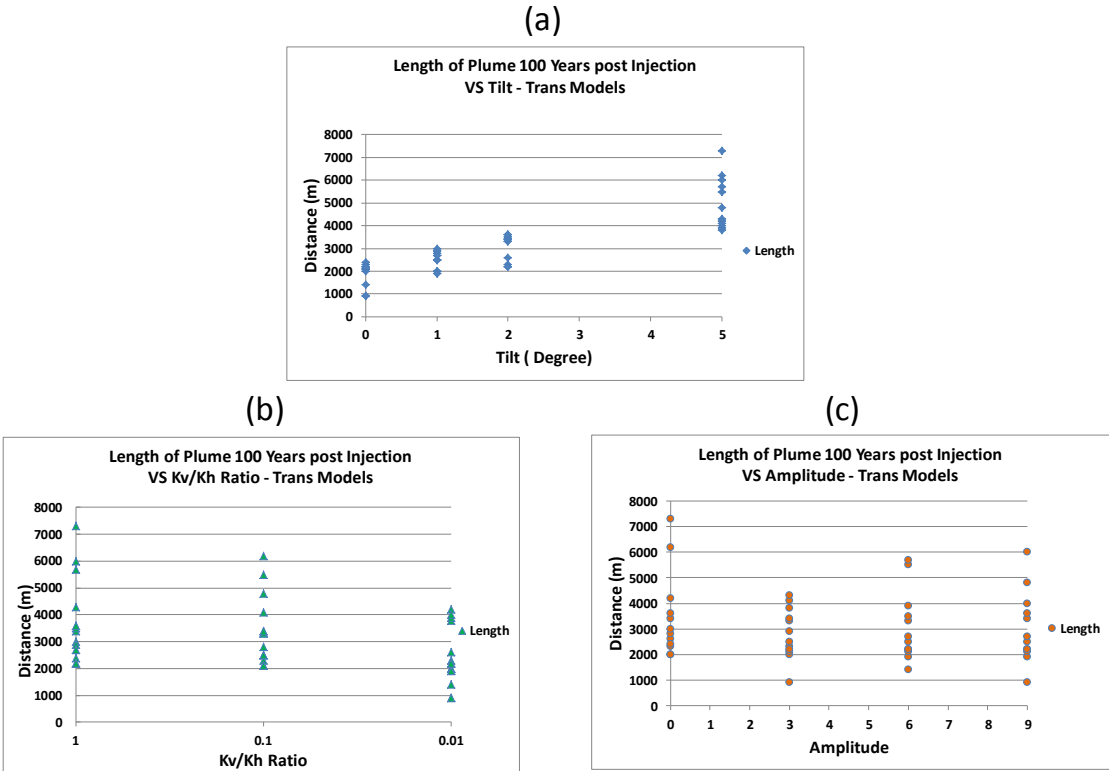 (a)
Length of Plume 100 Years post Injection
VS Tilt - Trans Models
8000
7000
6000
5000
4000
3000
2000
1000
0
Distance (m)
0 1 2 3 4 5
Tilt ( Degree)
Length
(b)
Length of Plume 100 Years post Injection
VS Kv/Kh Ratio - Trans Models
8000
7000
6000
5000
4000
3000
2000
1000
0
Distance (m)
1 0.1 0.01
Kv/Kh Ratio
Length
(c)
Length of Plume 100 Years post Injection
VS Amplitude - Trans Models
8000
7000
6000
5000
4000
3000
2000
1000
0
Distance (m)
0 1 2 3 4 5 6 7 8 9
Amplitude
Length